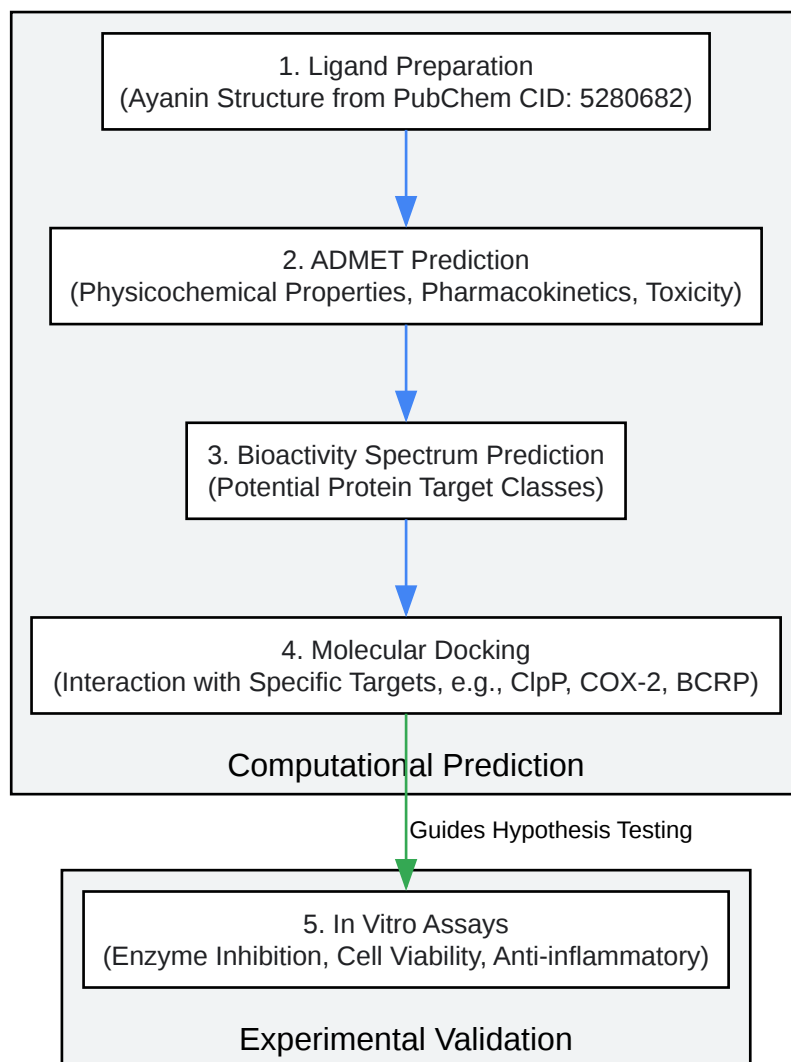 1. Ligand Preparation
(Ayanin Structure from PubChem CID: 5280682)
2. ADMET Prediction
(Physicochemical Properties, Pharmacokinetics, Toxicity)
3. Bioactivity Spectrum Prediction
(Potential Protein Target Classes)
4. Molecular Docking
(Interaction with Specific Targets, e.g., ClpP, COX-2, BCRP)
Computational Prediction
Guides Hypothesis Testing
5. In Vitro Assays
(Enzyme Inhibition, Cell Viability, Anti-inflammatory)
Experimental Validation